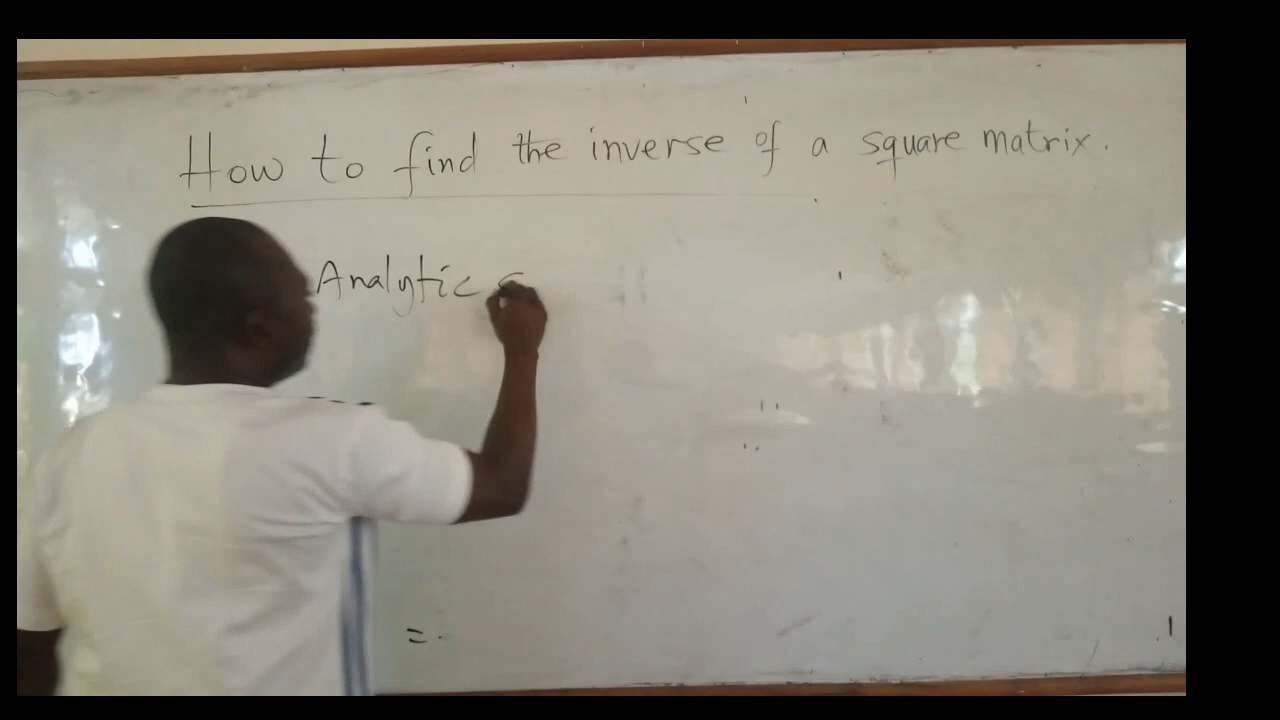 How to find the inverse of a square matrix.
Analytic
=